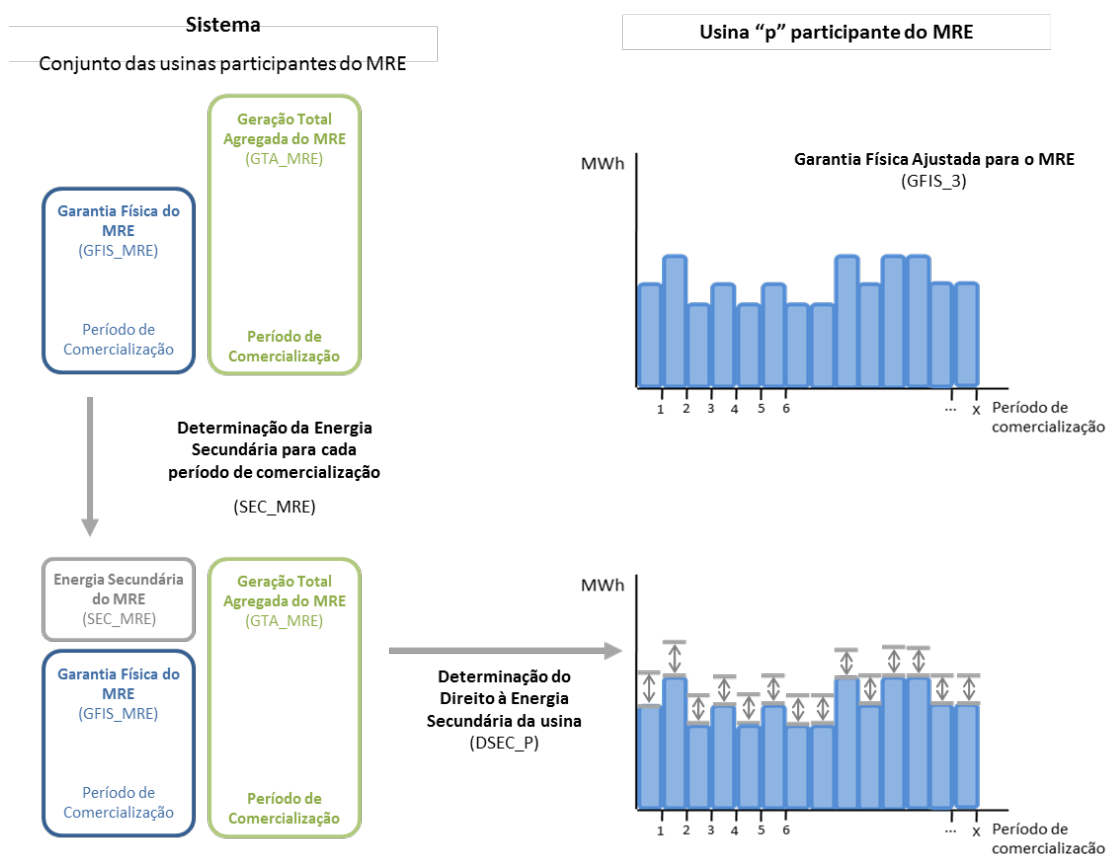 Sistema
Conjunto das usinas participantes do MRE
Usina “p” participante do MRE
Geração Total
Agregada do MRE
(GTA_MRE)
Garantia Física do
MRE
(GFIS_MRE)
Período de
Comercialização
Período de
Comercialização
MWh
Garantia Física Ajustada para o MRE
(GFIS_3)
1 2 3 4 5 6 ... X
Período de
comercialização
Determinação da Energia
Secundária para cada
período de comercialização
(SEC_MRE)
Energia Secundária
do MRE
(SEC_MRE)
Geração Total
Agregada do MRE
(GTA_MRE)
Garantia Física do
MRE
(GFIS_MRE)
Período de
Comercialização
Período de
Comercialização
Determinação do
Direito à Energia
Secundária da usina
(DSEC_P)
MWh
1 2 3 4 5 6 ... X
Período de
comercialização